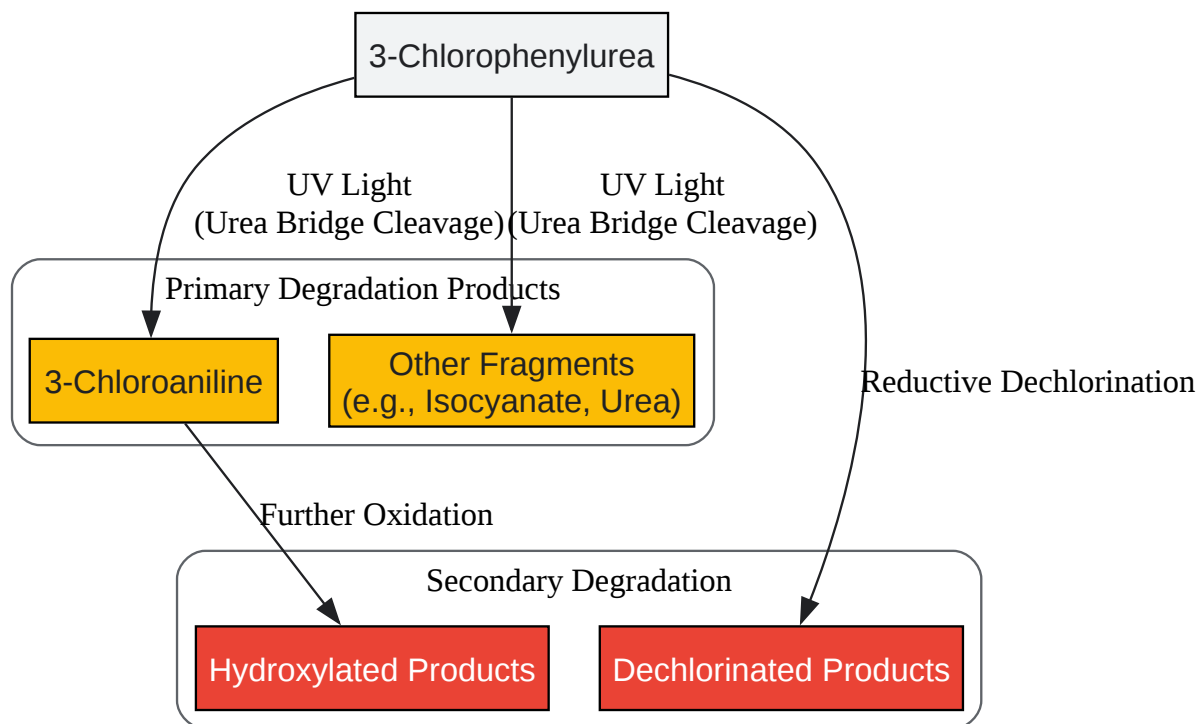 3-Chlorophenylurea
UV Light
(Urea Bridge Cleavage)
UV Light
(Urea Bridge Cleavage)
Primary Degradation Products
3-Chloroaniline
Other Fragments
(e.g., Isocyanate, Urea)
Reductive Dechlorination
Further Oxidation
Secondary Degradation
Hydroxylated Products
Dechlorinated Products